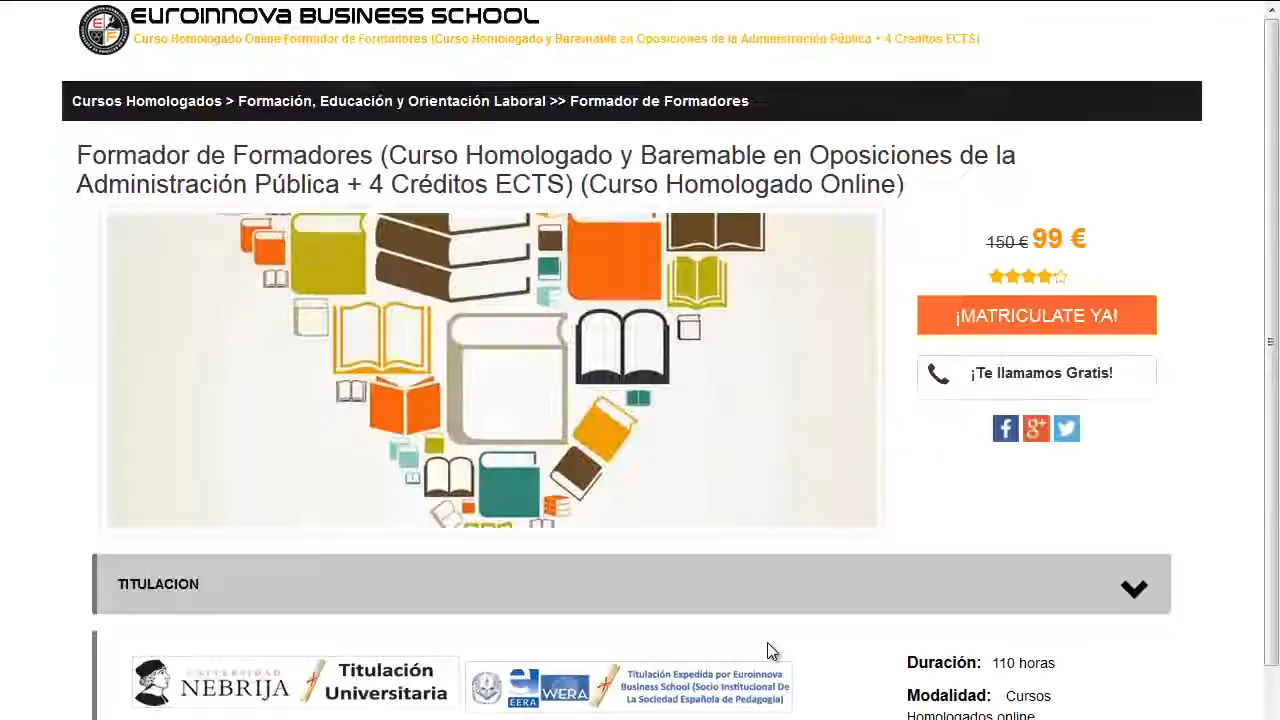 EUROINNOVA BUSINESS SCHOOL
Curso Homologado Online Formador de Formadores (Curso Homologado y Baremable en Oposiciones de la Administración Pública + 4 Creditos ECTS)
Cursos Homologados > Formación, Educación y Orientación Laboral >> Formador de Formadores
Formador de Formadores (Curso Homologado y Baremable en Oposiciones de la
Administración Pública + 4 Créditos ECTS) (Curso Homologado Online)
150 € 99 €
¡MATRICULATE YA!
¡Te llamamos Gratis!
TITULACION
UNIVERSIDAD
NEBRIJA
Titulación
Universitaria
EERA
WERA
Titulación Expedida por Euroinnova
Business School (Socio Institucional De
La Sociedad Española de Pedagogía)
Duración: 110 horas
Modalidad: Cursos
Homologados online